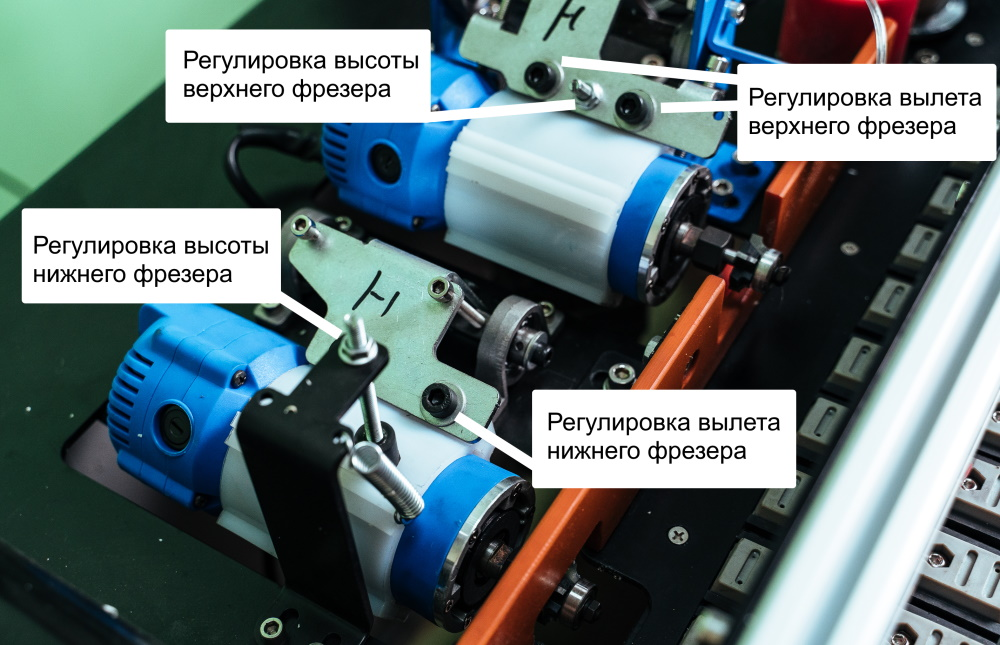 Регулировка высоты
верхнего фрезера
Регулировка вылета
верхнего фрезера
Регулировка высоты
нижнего фрезера
Н
Регулировка вылета
нижнего фрезера